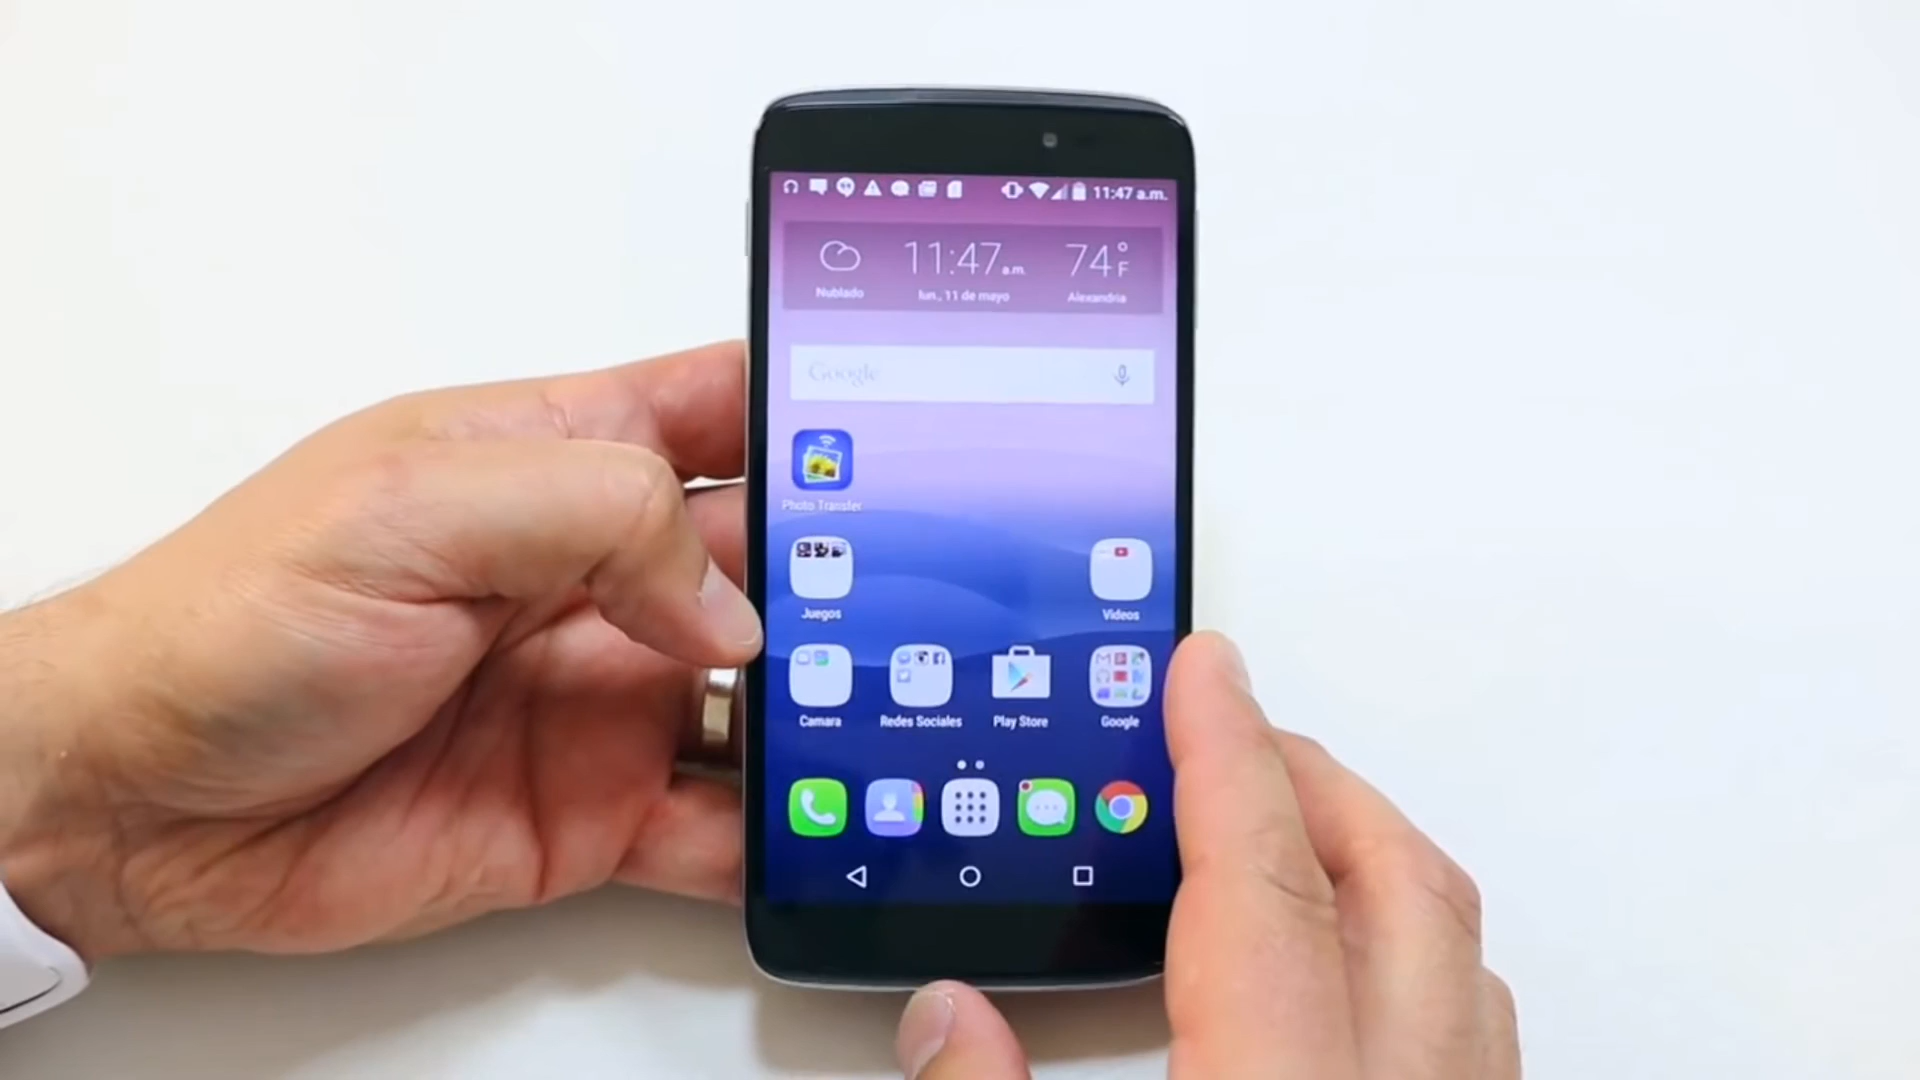 11:47 a.m.
11:47 a.m. 74°F
Nublado lun., 11 de mayo Alexandria
Google
Photo Transfer
Juegos Videos
Camara Redes Sociales Play Store Google